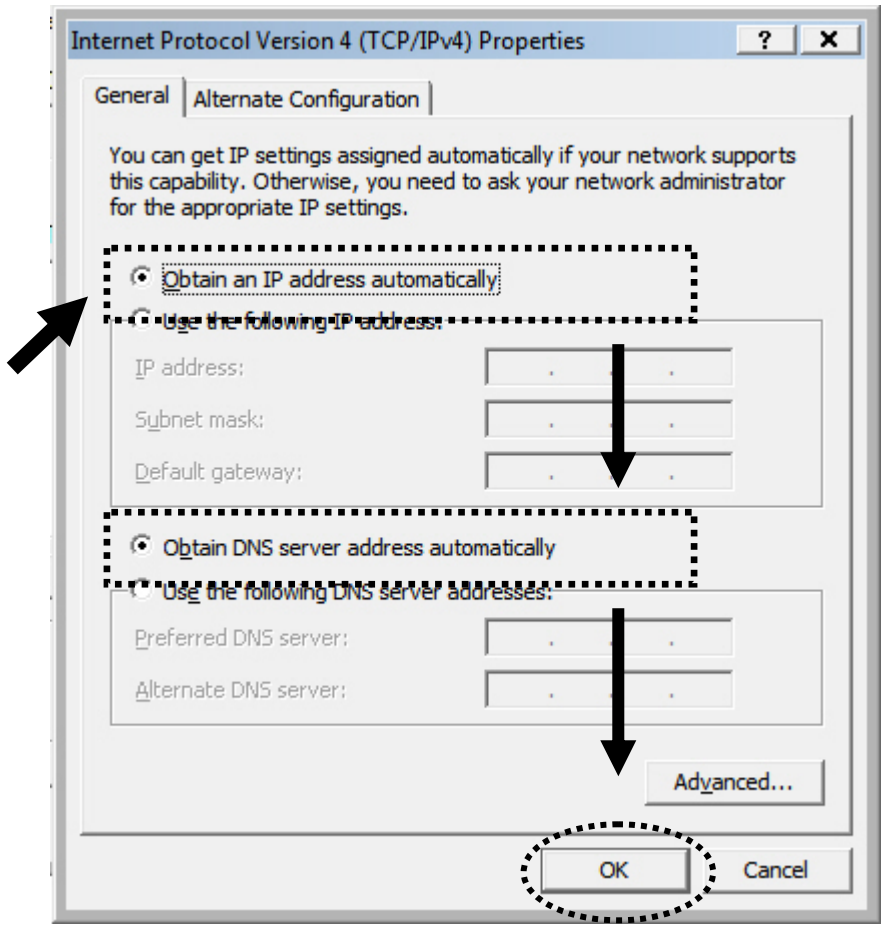 Internet Protocol Version 4 (TCP/IPv4) Properties
General
Alternate Configuration
You can get IP settings assigned automatically if your network supports
this capability. Otherwise, you need to ask your network administrator
for the appropriate IP settings.
Obtain an IP address automatically
Use the following IP address:
IP address:
Subnet mask:
Default gateway:
Obtain DNS server address automatically
Use the following DNS server addresses:
Preferred DNS server:
Alternate DNS server:
Advanced...
OK
Cancel